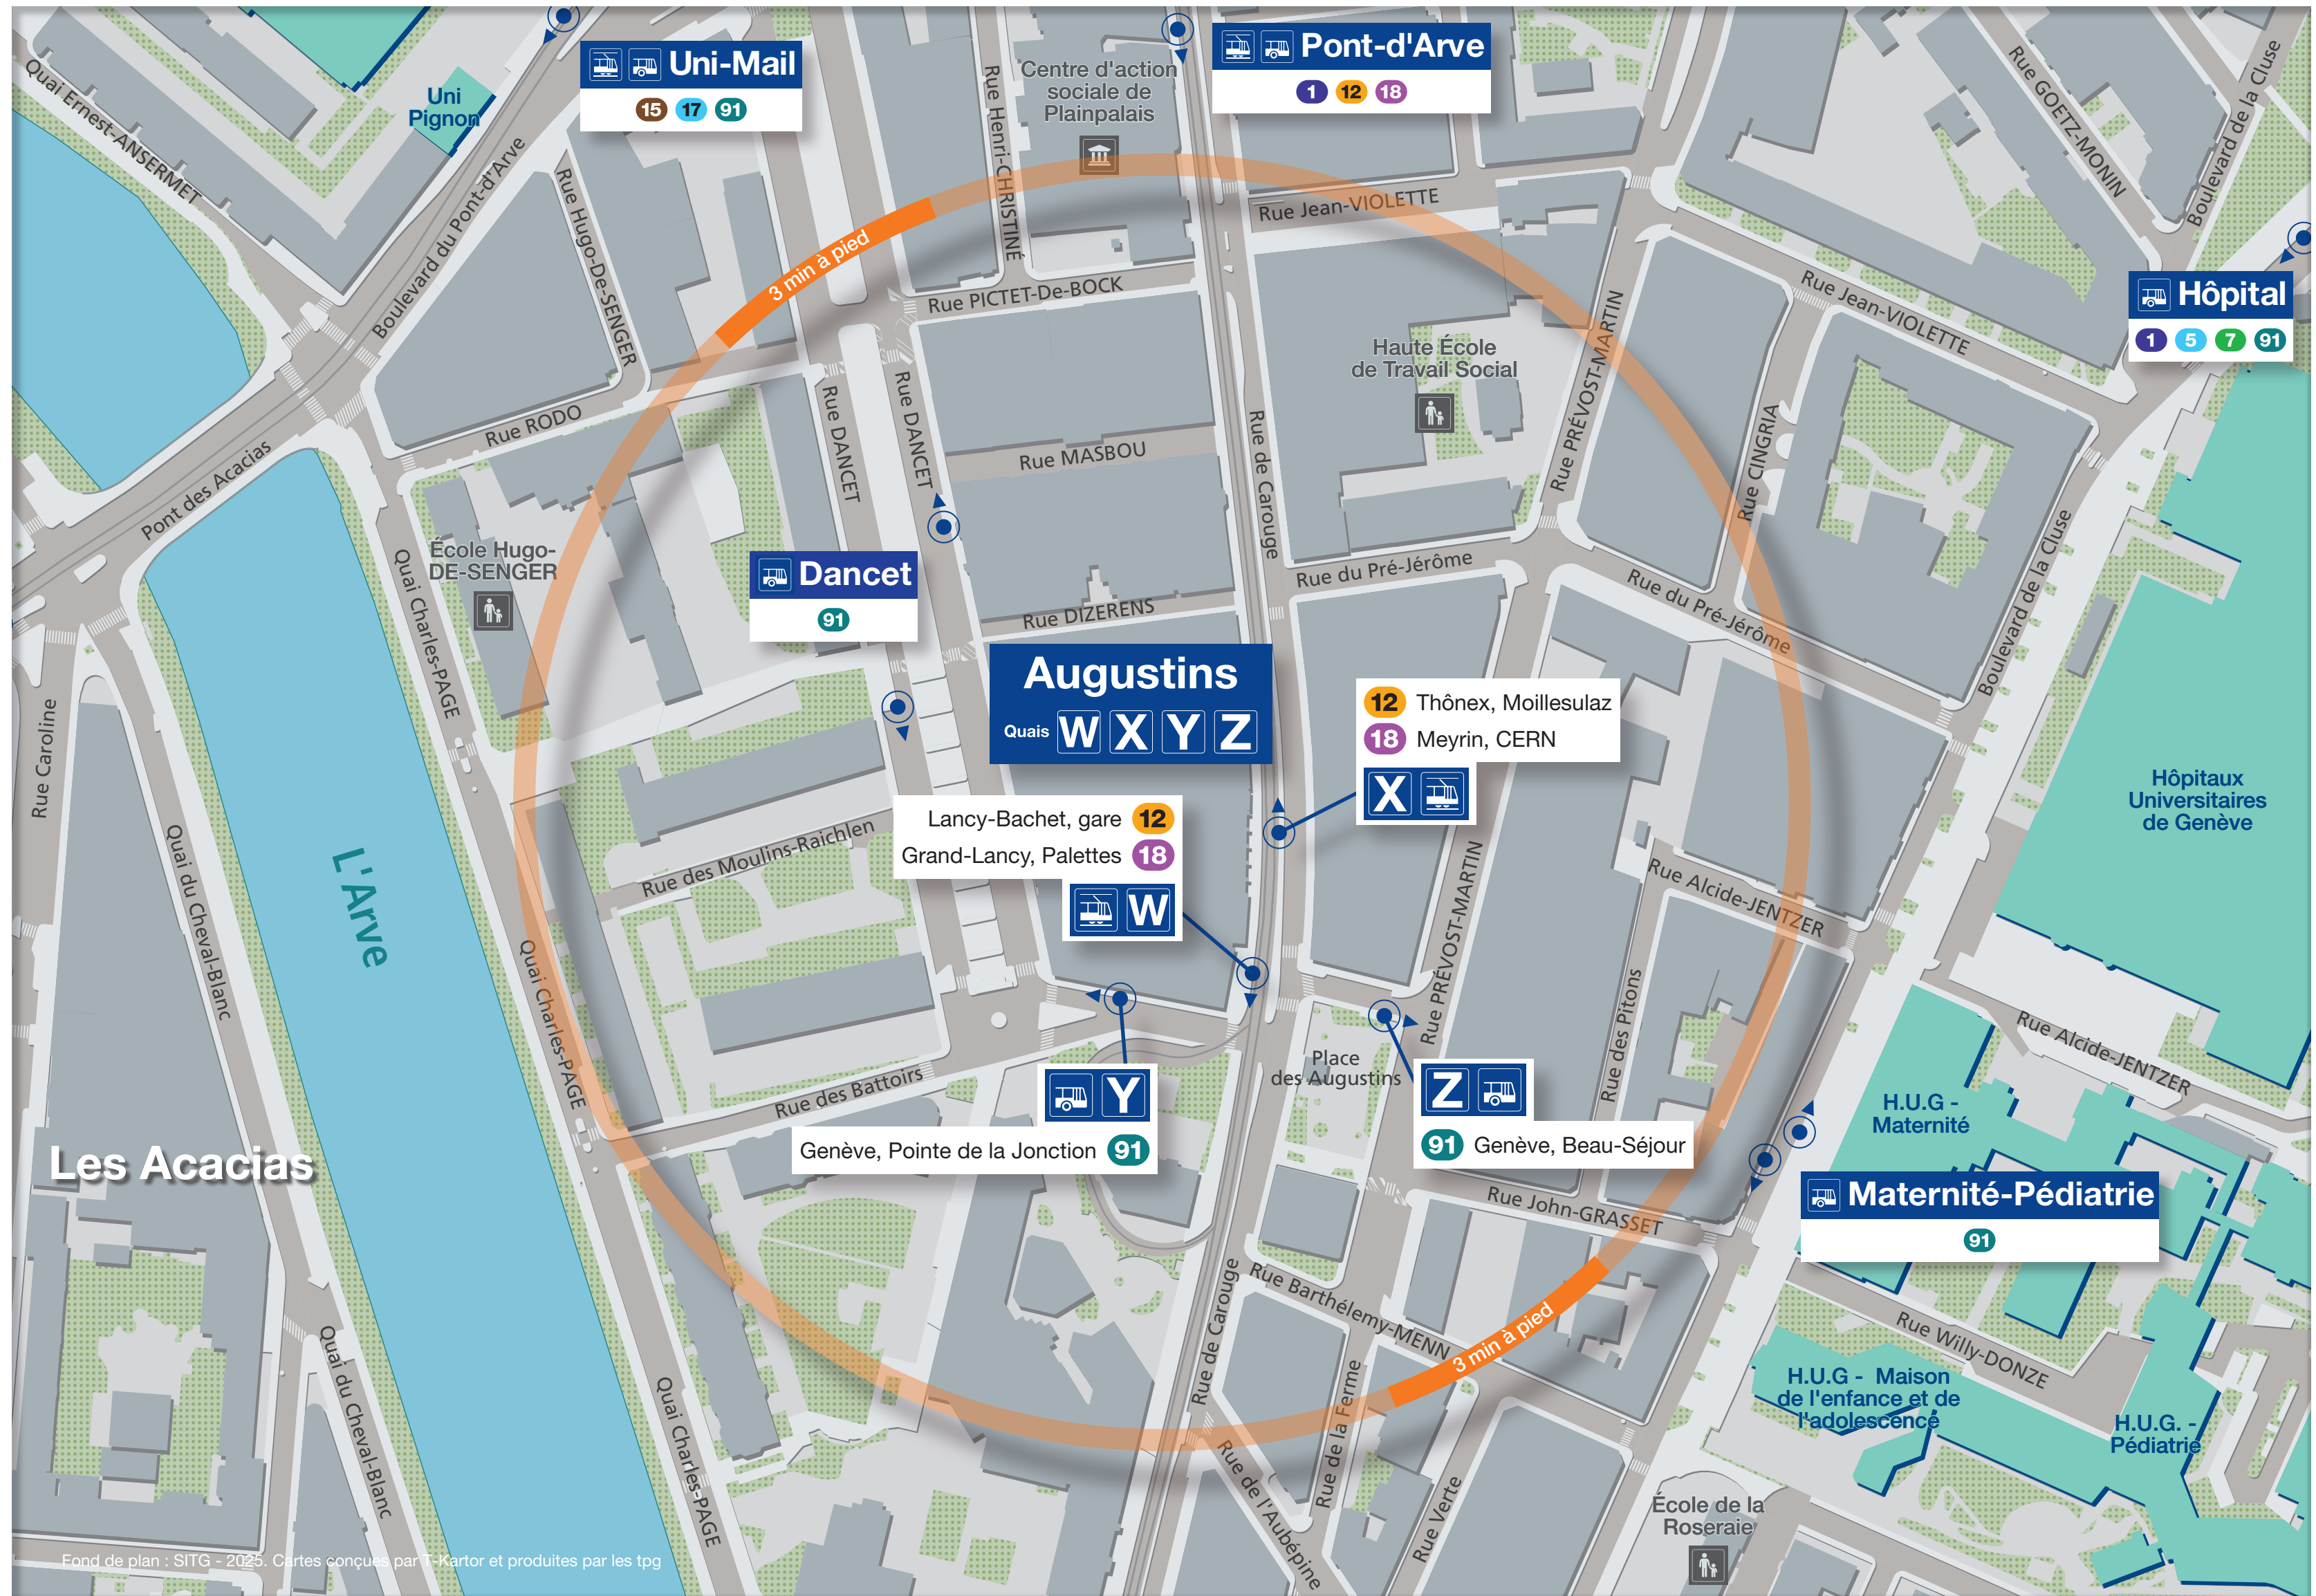 Uni-Mail
15 17 91
Pont-d'Arve
1 12 18
Quai Ernest-ANSERMET
Uni
Pignon
Boulevard du Pont-d'Arve
Rue Hugo-De-SENGER
Rue Henri-CHRISTINÉ
Centre d'action
sociale de
Plainpalais
Rue Jean-VIOLETTE
Rue GOETZ-MONIN
Boulevard de la Cluse
Hôpital
1 5 7 91
3 min à pied
Rue PICTET-De-BOCK
Rue Jean-VIOLETTE
Haute École
de Travail Social
Rue PRÉVOST-MARTIN
Rue RODO
Rue DANCET
Rue DANCET
Rue MASBOU
Rue de Carouge
Rue CINGRIA
Pont des Acacias
École Hugo-
DE-SENGER
Quai Charles-PAGE
Dancet
91
Rue DIZERENS
Rue du Pré-Jérôme
Rue du Pré-Jérôme
Boulevard de la Cluse
Augustins
Quais W X Y Z
12 Thônex, Moillesulaz
18 Meyrin, CERN
X
Lancy-Bachet, gare 12
Grand-Lancy, Palettes 18
W
Rue Caroline
Quai du Cheval-Blanc
L'Arve
Rue des Moulins-Raichlen
Hôpitaux
Universitaires
de Genève
Rue Alcide-JENTZER
Rue PRÉVOST-MARTIN
Rue des Pitons
Quai Charles-PAGE
Rue des Battoirs
Place
des Augustins
Rue Alcide-JENTZER
Y
Genève, Pointe de la Jonction 91
Z
91 Genève, Beau-Séjour
H.U.G -
Maternité
Les Acacias
Maternité-Pédiatrie
91
Rue John-GRASSET
Rue de Carouge
Rue Barthélemy-MENN
3 min à pied
Rue Willy-DONZE
Quai du Cheval-Blanc
Quai Charles-PAGE
Rue de la Ferme
H.U.G - Maison
de l'enfance et de
l'adolescence
H.U.G. -
Pédiatrie
Rue de l'Aubépine
Rue Verte
École de la
Roseraie
Fond de plan : SITG - 2025. Cartes conçues par T-Kartor et produites par les tpg